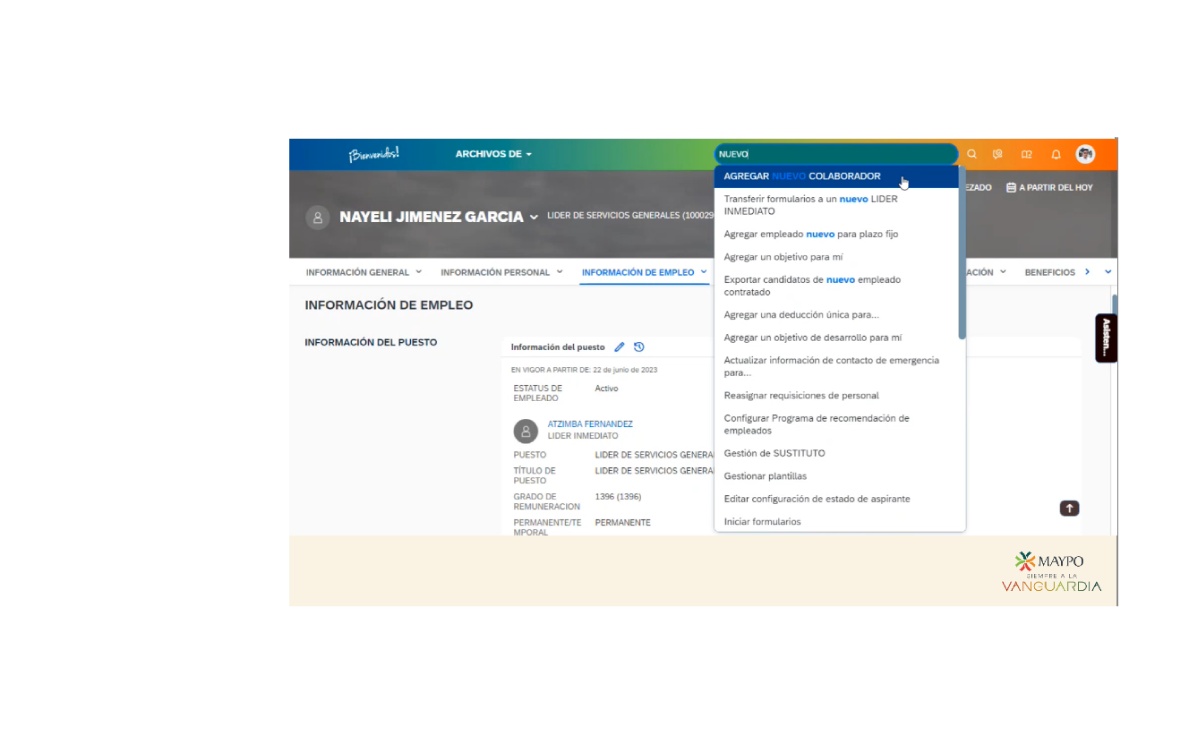 ¡Bienvenidos!
ARCHIVOS DE
NUEVO
EZADO
A PARTIR DEL HOY
NAYELI JIMENEZ GARCIA
LIDER DE SERVICIOS GENERALES (100029
INFORMACIÓN GENERAL
INFORMACIÓN PERSONAL
INFORMACIÓN DE EMPLEO
ACIÓN
BENEFICIOS
AGREGAR NUEVO COLABORADOR
Transferir formularios a un nuevo LIDER
INMEDIATO
Agregar empleado nuevo para plazo fijo
Agregar un objetivo para mí
Exportar candidatos de nuevo empleado
contratado
Agregar una deducción única para...
Agregar un objetivo de desarrollo para mí
Actualizar información de contacto de emergencia
para...
Reasignar requisiciones de personal
Configurar Programa de recomendación de
empleados
Gestión de SUSTITUTO
Gestionar plantillas
Editar configuración de estado de aspirante
Iniciar formularios
INFORMACIÓN DE EMPLEO
INFORMACIÓN DEL PUESTO
Información del puesto
EN VIGOR A PARTIR DE: 22 de junio de 2023
ESTATUS DE
EMPLEADO
Activo
ATZIMBA FERNANDEZ
LIDER INMEDIATO
PUESTO
LIDER DE SERVICIOS GENERA
TÍTULO DE
PUESTO
LIDER DE SERVICIOS GENERA
GRADO DE
REMUNERACION
1396 (1396)
PERMANENTE/TE
MPORAL
PERMANENTE
Asisten...
MAYPO
SIEMPRE A LA
VANGUARDIA